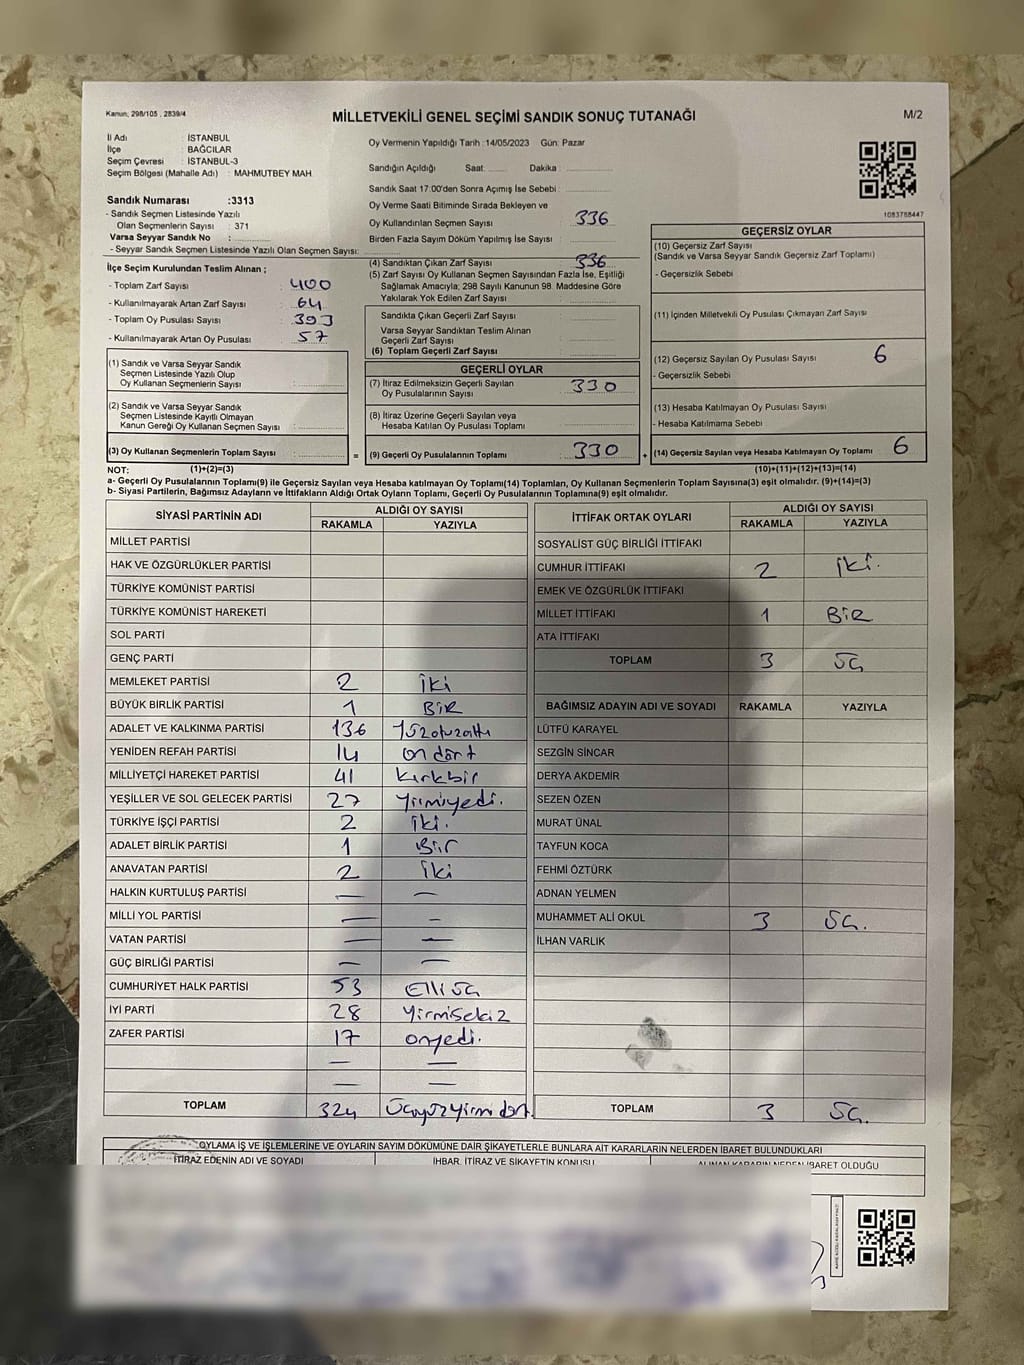 Kanun; 298/105 , 2839/4
MİLLETVEKİLİ GENEL SEÇİMİ SANDIK SONUÇ TUTANAĞI
M/2
İl Adı : İSTANBUL
İlçe : BAĞCILAR
Seçim Çevresi : İSTANBUL-3
Seçim Bölgesi (Mahalle Adı) : MAHMUTBEY MAH.
Sandık Numarası :3313
- Sandık Seçmen Listesinde Yazılı
Olan Seçmenlerin Sayısı : 371
Varsa Seyyar Sandık No :
- Seyyar Sandık Seçmen Listesinde Yazılı Olan Seçmen Sayısı:
Oy Vermenin Yapıldığı Tarih :14/05/2023 Gün: Pazar
Sandığın Açıldığı Saat: Dakika :
Sandık Saat 17:00'den Sonra Açımış İse Sebebi :
Oy Verme Saati Bitiminde Sırada Bekleyen ve
Oy Kullandırılan Seçmen Sayısı : 336
Birden Fazla Sayım Döküm Yapılmış İse Sayısı :
1083788447
İlçe Seçim Kurulundan Teslim Alınan ;
- Toplam Zarf Sayısı : 400
- Kullanılmayarak Artan Zarf Sayısı : 64
- Toplam Oy Pusulası Sayısı : 393
- Kullanılmayarak Artan Oy Pusulası : 57
(4) Sandıktan Çıkan Zarf Sayısı : 336
(5) Zarf Sayısı Oy Kullanan Seçmen Sayısından Fazla İse, Eşitliği
Sağlamak Amacıyla; 298 Sayılı Kanunun 98. Maddesine Göre
Yakılarak Yok Edilen Zarf Sayısı :
Sandıkta Çıkan Geçerli Zarf Sayısı :
Varsa Seyyar Sandıktan Teslim Alınan
Geçerli Zarf Sayısı :
(6) Toplam Geçerli Zarf Sayısı :
GEÇERLİ OYLAR
(7) İtiraz Edilmeksizin Geçerli Sayılan
Oy Pusulalarının Sayısı : 330
(8) İtiraz Üzerine Geçerli Sayılan veya
Hesaba Katılan Oy Pusulası Toplamı :
(9) Geçerli Oy Pusulalarının Toplamı : 330
(1) Sandık ve Varsa Seyyar Sandık
Seçmen Listesinde Yazılı Olup
Oy Kullanan Seçmenlerin Sayısı :
(2) Sandık ve Varsa Seyyar Sandık
Seçmen Listesinde Kayıtlı Olmayan
Kanun Gereği Oy Kullanan Seçmen Sayısı :
(3) Oy Kullanan Seçmenlerin Toplam Sayısı : =
GEÇERSİZ OYLAR
(10) Geçersiz Zarf Sayısı :
(Sandık ve Varsa Seyyar Sandık Geçersiz Zarf Toplamı)
- Geçersizlik Sebebi :
(11) İçinden Milletvekili Oy Pusulası Çıkmayan Zarf Sayısı :
(12) Geçersiz Sayılan Oy Pusulası Sayısı : 6
- Geçersizlik Sebebi :
(13) Hesaba Katılmayan Oy Pusulası Sayısı :
- Hesaba Katılmama Sebebi :
+ (14) Geçersiz Sayılan veya Hesaba Katılmayan Oy Toplamı : 6
NOT: (1)+(2)=(3) (10)+(11)+(12)+(13)=(14)
a- Geçerli Oy Pusulalarının Toplamı(9) ile Geçersiz Sayılan veya Hesaba katılmayan Oy Toplamı(14) Toplamları, Oy Kullanan Seçmenlerin Toplam Sayısına(3) eşit olmalıdır. (9)+(14)=(3)
b- Siyasi Partilerin, Bağımsız Adayların ve İttifakların Aldığı Ortak Oyların Toplamı, Geçerli Oy Pusulalarının Toplamına(9) eşit olmalıdır.
SİYASİ PARTİNİN ADI ALDIĞI OY SAYISI
RAKAMLA YAZIYLA
MİLLET PARTİSİ
HAK VE ÖZGÜRLÜKLER PARTİSİ
TÜRKİYE KOMÜNİST PARTİSİ
TÜRKİYE KOMÜNİST HAREKETİ
SOL PARTİ
GENÇ PARTİ
MEMLEKET PARTİSİ 2 iki
BÜYÜK BİRLİK PARTİSİ 1 BİR
ADALET VE KALKINMA PARTİSİ 136 Yüzotuzaltı
YENİDEN REFAH PARTİSİ 14 on dört
MİLLİYETÇİ HAREKET PARTİSİ 41 kırkbir
YEŞİLLER VE SOL GELECEK PARTİSİ 27 Yirmiyedi.
TÜRKİYE İŞÇİ PARTİSİ 2 iki.
ADALET BİRLİK PARTİSİ 1 Bir
ANAVATAN PARTİSİ 2 iki
HALKIN KURTULUŞ PARTİSİ — —
MİLLİ YOL PARTİSİ — —
VATAN PARTİSİ — —
GÜÇ BİRLİĞİ PARTİSİ — —
CUMHURİYET HALK PARTİSİ 53 Elli üç
İYİ PARTİ 28 Yirmisekiz
ZAFER PARTİSİ 17 onyedi.
— —
— —
TOPLAM 324 Üçyüzyirmi dört.
İTTİFAK ORTAK OYLARI ALDIĞI OY SAYISI
RAKAMLA YAZIYLA
SOSYALİST GÜÇ BİRLİĞİ İTTİFAKI
CUMHUR İTTİFAKI 2 iki.
EMEK VE ÖZGÜRLÜK İTTİFAKI
MİLLET İTTİFAKI 1 BİR
ATA İTTİFAKI
TOPLAM 3 üç
BAĞIMSIZ ADAYIN ADI VE SOYADI RAKAMLA YAZIYLA
LÜTFÜ KARAYEL
SEZGİN SİNCAR
DERYA AKDEMİR
SEZEN ÖZEN
MURAT ÜNAL
TAYFUN KOCA
FEHMİ ÖZTÜRK
ADNAN YELMEN
MUHAMMET ALİ OKUL 3 üç.
İLHAN VARLIK
TOPLAM 3 üç.
OYLAMA İŞ VE İŞLEMLERİNE VE OYLARIN SAYIM DÖKÜMÜNE DAİR ŞİKAYETLERLE BUNLARA AİT KARARLARIN NELERDEN İBARET BULUNDUKLARI
İTİRAZ EDENİN ADI VE SOYADI İHBAR, İTİRAZ VE ŞİKAYETİN KONUSU ALINAN KARARIN NEDEN İBARET OLDUĞU